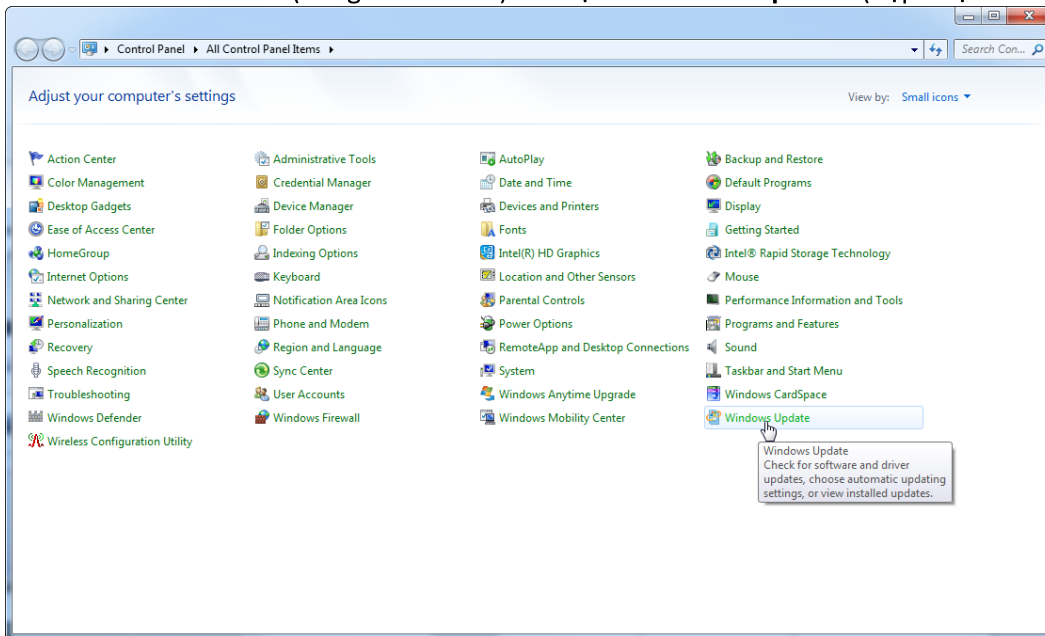 Control Panel ▸ All Control Panel Items ▸
Search Con...
Adjust your computer's settings
View by: Small icons
Action Center
Administrative Tools
AutoPlay
Backup and Restore
Color Management
Credential Manager
Date and Time
Default Programs
Desktop Gadgets
Device Manager
Devices and Printers
Display
Ease of Access Center
Folder Options
Fonts
Getting Started
HomeGroup
Indexing Options
Intel(R) HD Graphics
Intel® Rapid Storage Technology
Internet Options
Keyboard
Location and Other Sensors
Mouse
Network and Sharing Center
Notification Area Icons
Parental Controls
Performance Information and Tools
Personalization
Phone and Modem
Power Options
Programs and Features
Recovery
Region and Language
RemoteApp and Desktop Connections
Sound
Speech Recognition
Sync Center
System
Taskbar and Start Menu
Troubleshooting
User Accounts
Windows Anytime Upgrade
Windows CardSpace
Windows Defender
Windows Firewall
Windows Mobility Center
Windows Update
Wireless Configuration Utility
Windows Update
Check for software and driver
updates, choose automatic updating
settings, or view installed updates.